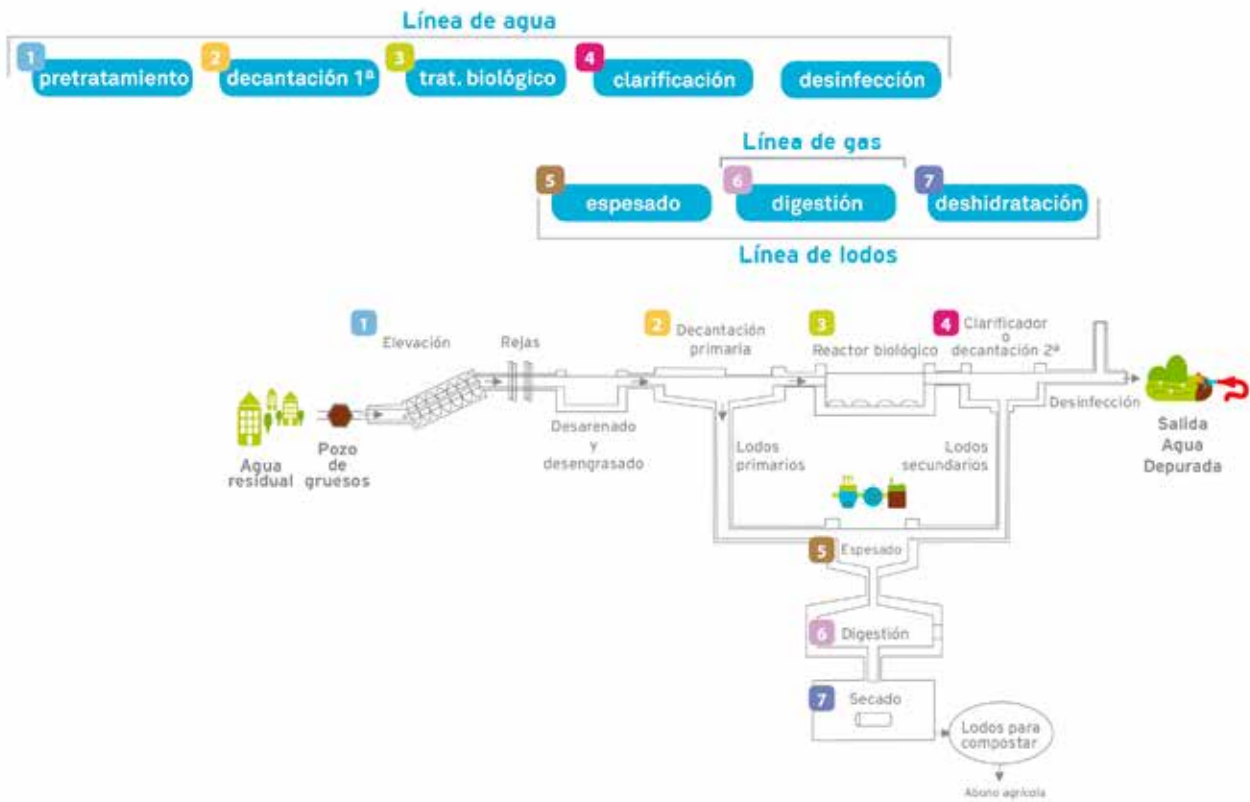 Línea de agua
1 pretratamiento
2 decantación 1ª
3 trat. biológico
4 clarificación
desinfección
Línea de gas
5 espesado
6 digestión
7 deshidratación
Línea de lodos
1
Elevación
Rejas
2 Decantación
primaria
3
Reactor biológico
4 Clarificador
o
decantación 2ª
Desinfección
Agua
residual
Pozo
de
gruesos
Desarenado
y
desengrasado
Lodos
primarios
Lodos
secundarios
Salida
Agua
Depurada
5 Espesado
6 Digestión
7 Secado
Lodos para
compostar
Abono agrícola